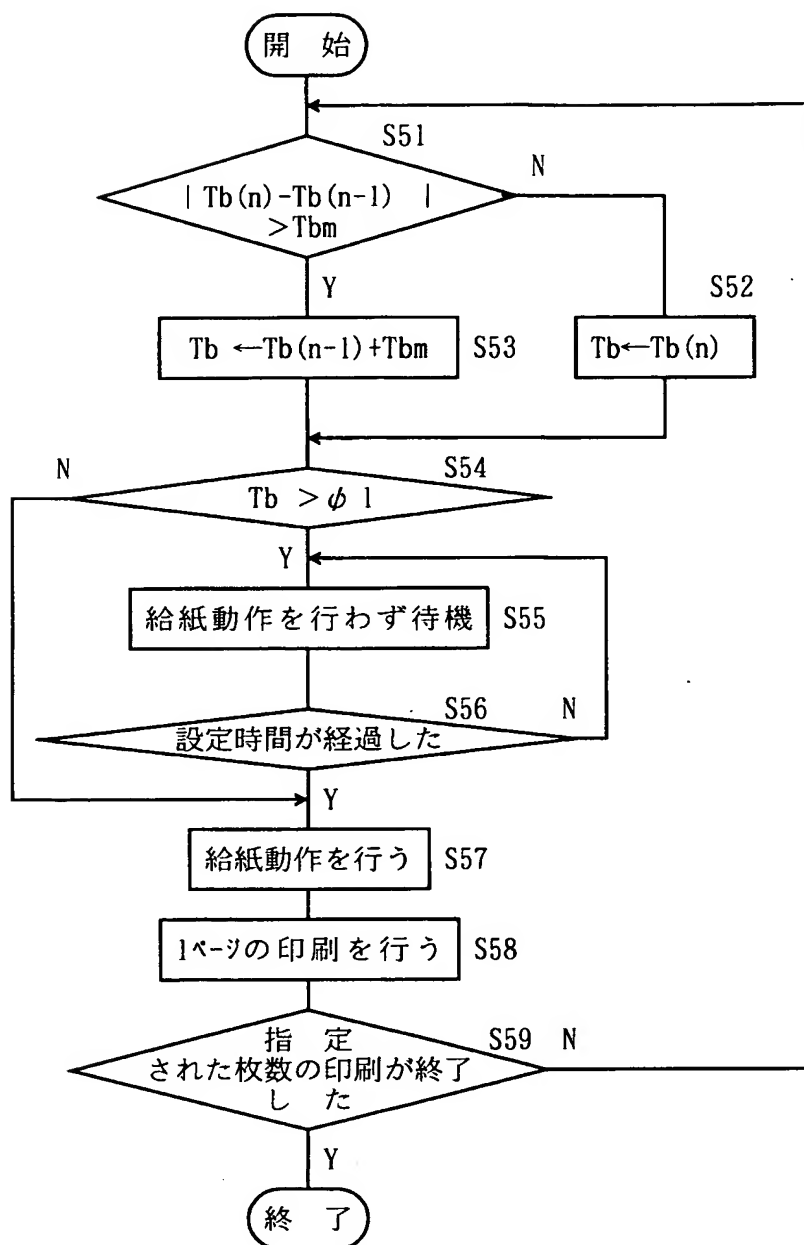 開 始
S51
| Tb(n)-Tb(n-1) |
>Tbm
N
Y
S52
Tb ←Tb(n-1)+Tbm
S53
Tb←Tb(n)
N
S54
Tb >φ1
Y
給紙動作を行わず待機
S55
S56
N
設定時間が経過した
Y
給紙動作を行う
S57
1ページの印刷を行う
S58
指 定
S59
N
された枚数の印刷が終了
し た
Y
終 了